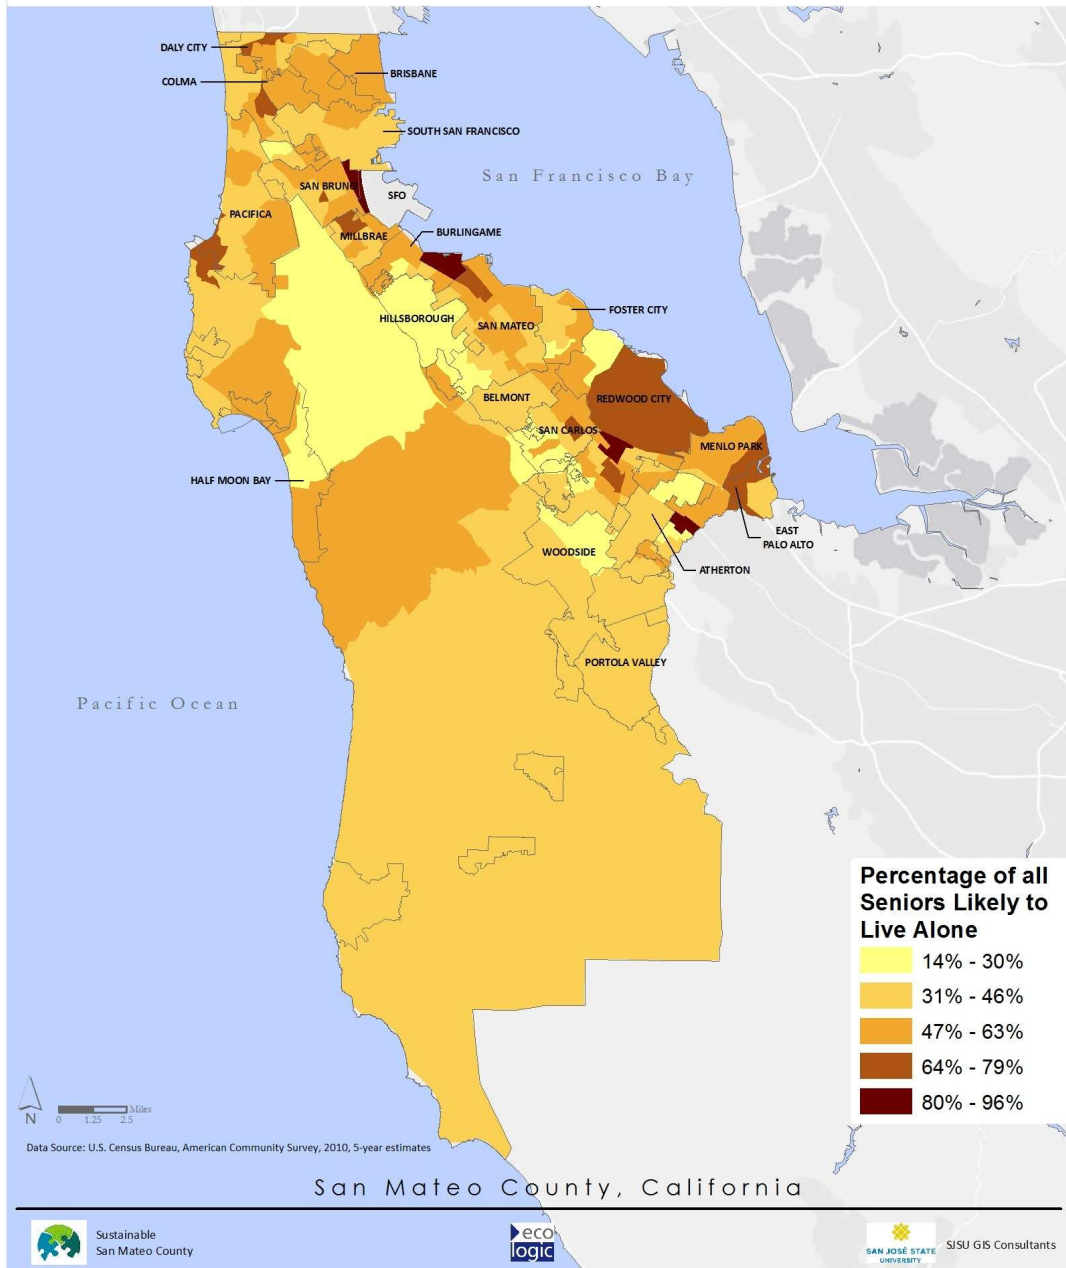 DALY CITY
COLMA
BRISBANE
SOUTH SAN FRANCISCO
San Francisco Bay
SAN BRUNO
SFO
PACIFICA
MILLBRAE
BURLINGAME
HILLSBOROUGH
SAN MATEO
FOSTER CITY
BELMONT
REDWOOD CITY
SAN CARLOS
MENLO PARK
HALF MOON BAY
EAST
PALO ALTO
WOODSIDE
ATHERTON
PORTOLA VALLEY
Pacific Ocean
Percentage of all
Seniors Likely to
Live Alone
14% - 30%
31% - 46%
47% - 63%
64% - 79%
80% - 96%
N
Miles
0 1.25 2.5
Data Source: U.S. Census Bureau, American Community Survey, 2010, 5-year estimates
San Mateo County, California
Sustainable
San Mateo County
eco
logic
SAN JOSÉ STATE
UNIVERSITY
SJSU GIS Consultants